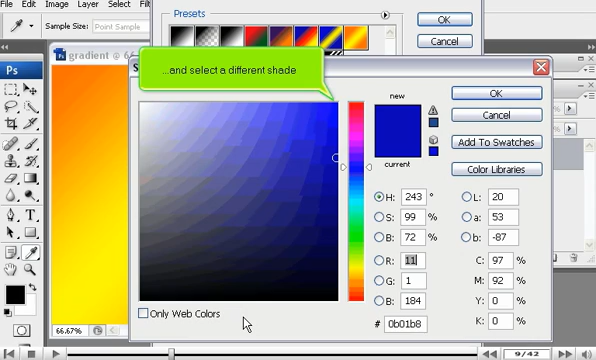 File Edit Image Layer Select
Sample Size: Point Sample
Presets
OK
Cancel
Ps
gradient @ 66
...and select a different shade
S
new
current
OK
Cancel
Add To Swatches
Color Libraries
H: 243 °
S: 99 %
B: 72 %
R: 11
G: 1
B: 184
# 0b01b8
L: 20
a: 53
b: -87
C: 97 %
M: 92 %
Y: 0 %
K: 0 %
Only Web Colors
66.67%
9/42